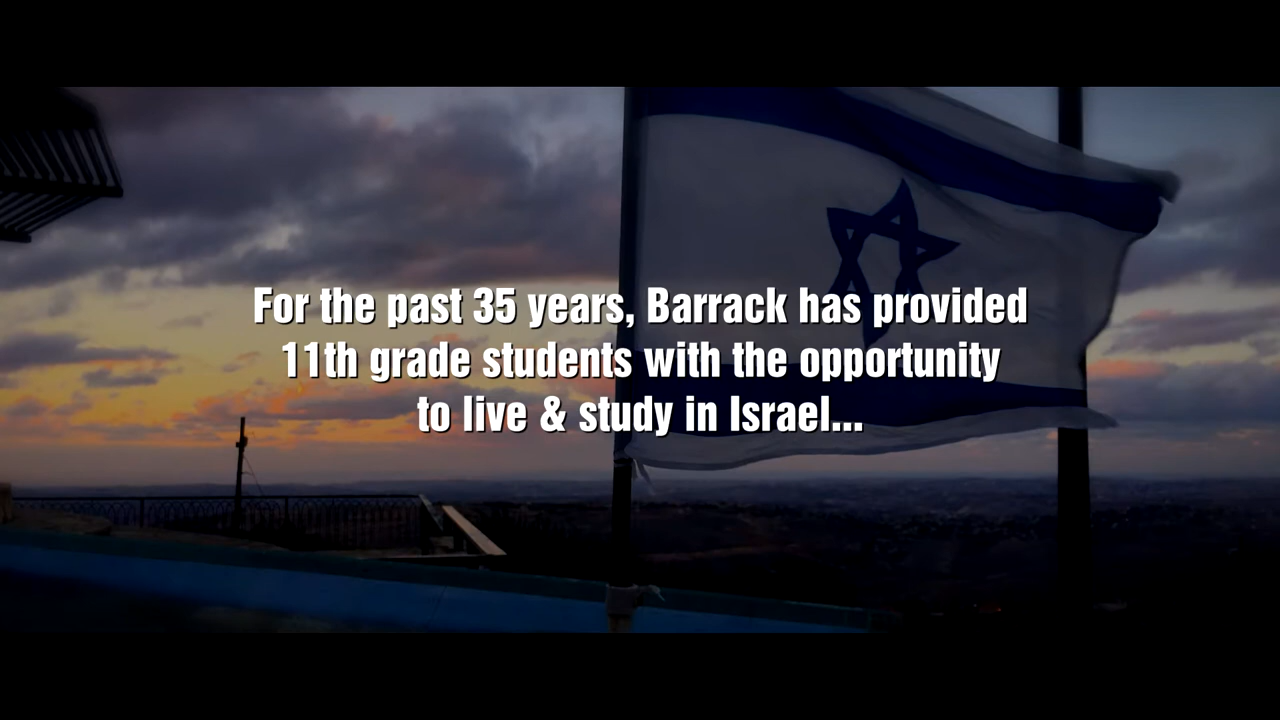 For the past 35 years, Barrack has provided
11th grade students with the opportunity
to live & study in Israel...